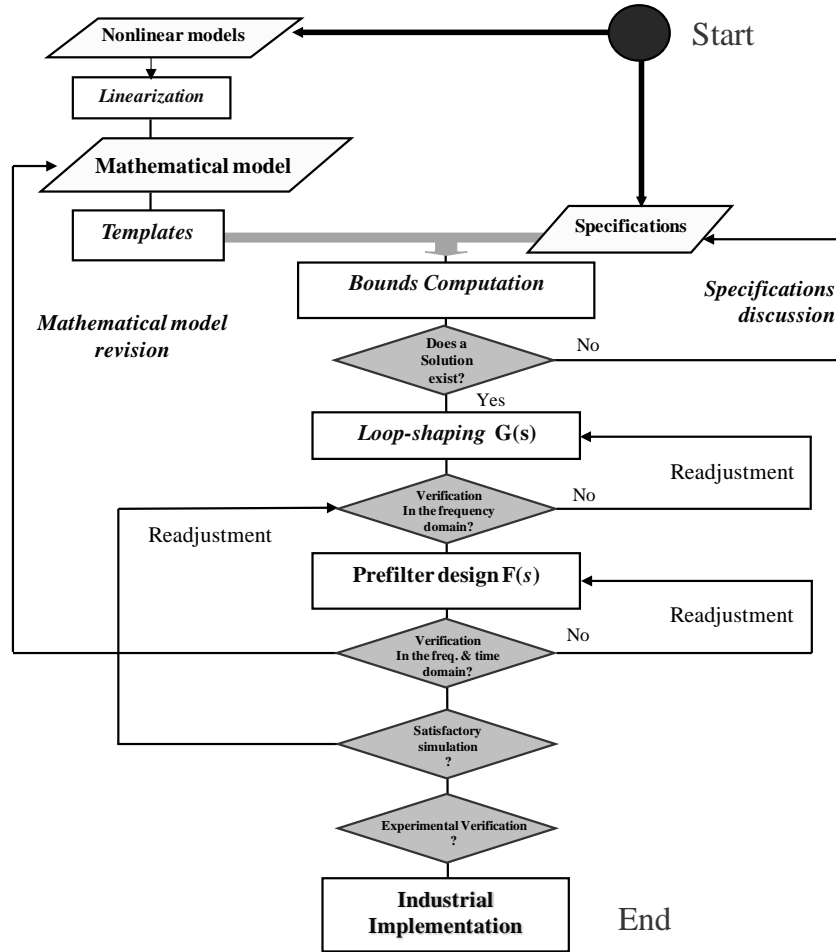 Start
Nonlinear models
Linearization
Mathematical model
Templates
Specifications
Bounds Computation
Specifications
discussion
Mathematical model
revision
Does a
Solution
exist?
No
Yes
Loop-shaping G(s)
Readjustment
Verification
In the frequency
domain?
No
Readjustment
Prefilter design F(s)
Readjustment
Verification
In the freq. & time
domain?
No
Satisfactory
simulation
?
Experimental Verification
?
Industrial
Implementation
End